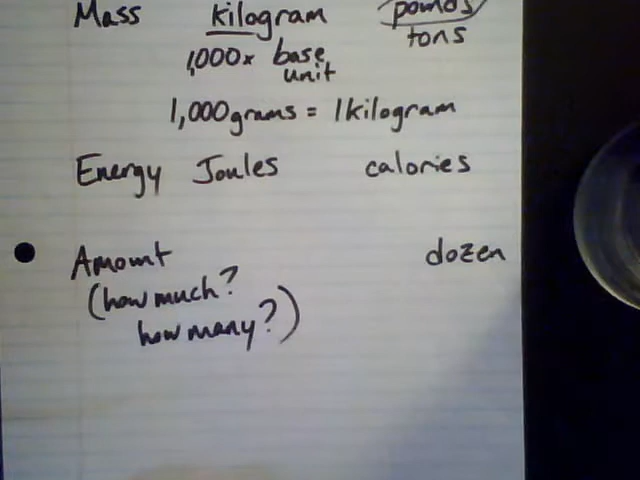 Mass kilogram pounds/
tons
1,000x base
unit
1,000 grams = 1 kilogram
Energy Joules calories
Amount dozen
(how much?
how many?)